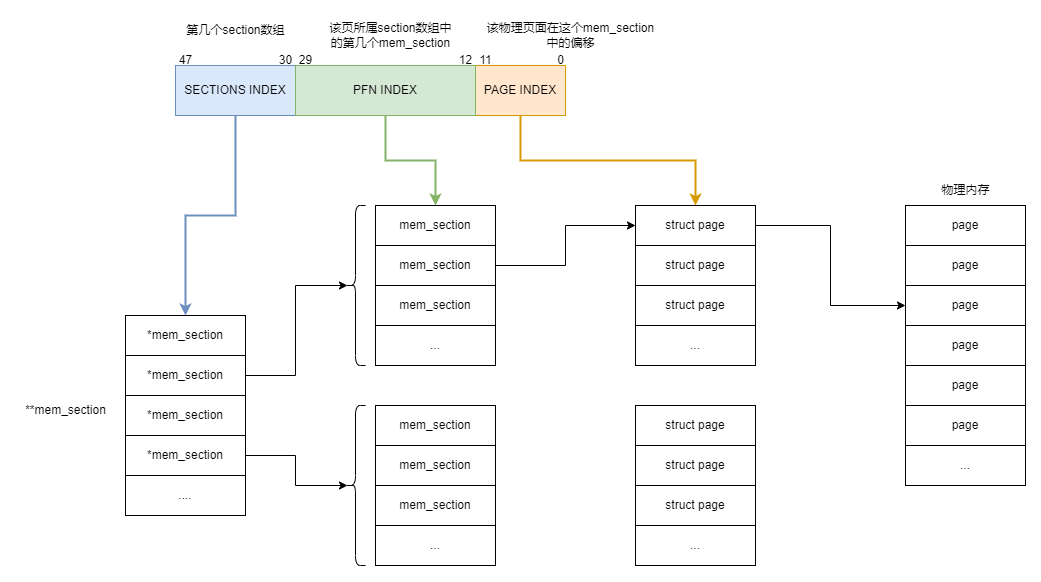 第几个section数组
该页所属section数组中
的第几个mem_section
该物理页面在这个mem_section
中的偏移
47 30 29 12 11 0
SECTIONS INDEX PFN INDEX PAGE INDEX
物理内存
mem_section struct page page
mem_section struct page page
mem_section struct page page
... ... page
*mem_section
*mem_section
*mem_section
*mem_section
....
**mem_section
page
page
...
mem_section struct page
mem_section struct page
mem_section struct page
... ...